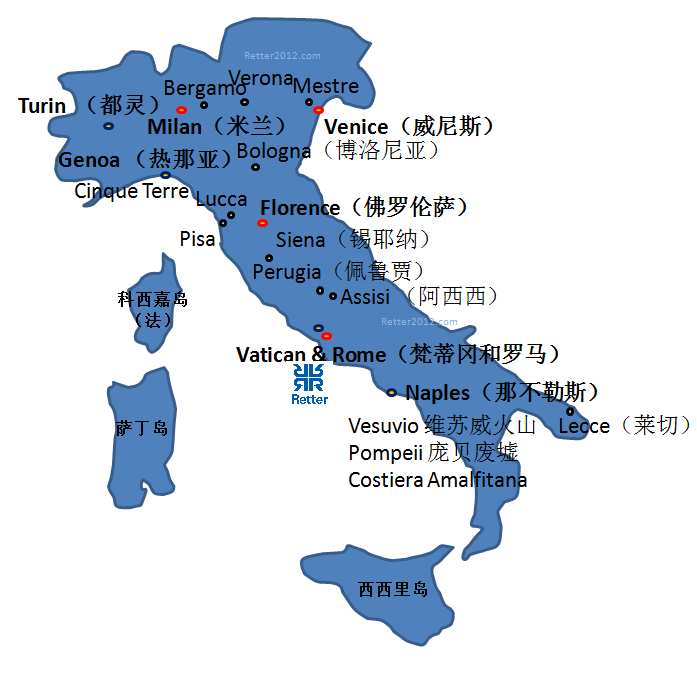 Retter2012.com
Bergamo
Verona
Mestre
Turin （都灵）
Milan（米兰）
Venice（威尼斯）
Genoa （热那亚）
Bologna（博洛尼亚）
Cinque Terre
Lucca
Florence（佛罗伦萨）
Pisa
Siena（锡耶纳）
Perugia（佩鲁贾）
Assisi （阿西西）
科西嘉岛
（法）
Retter2012.com
Vatican & Rome（梵蒂冈和罗马）
Retter
Naples（那不勒斯）
萨丁岛
Vesuvio 维苏威火山
Lecce（莱切）
Pompeii 庞贝废墟
Costiera Amalfitana
西西里岛